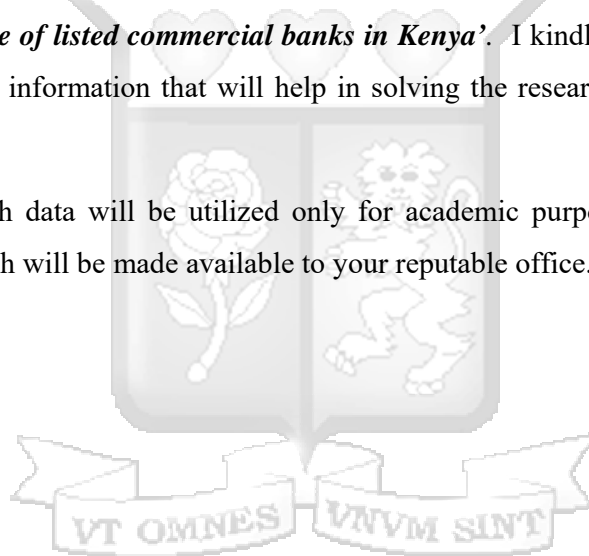 e of listed commercial banks in Kenya’. I kindl
information that will help in solving the resear
h data will be utilized only for academic purp
h will be made available to your reputable office.
VT OMNES VNVM SINT